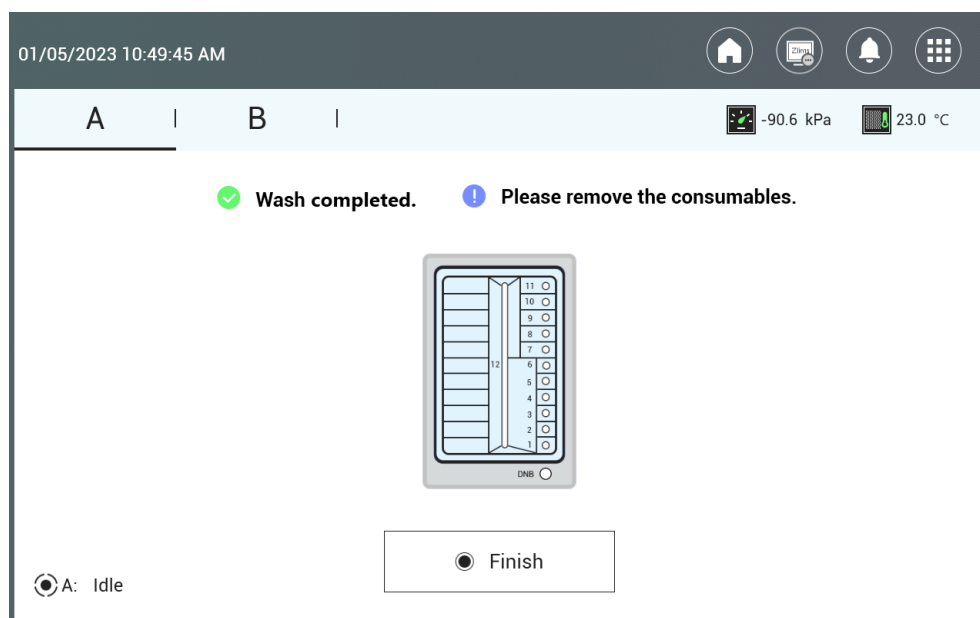 01/05/2023 10:49:45 AM
A | B |
-90.6 kPa 23.0 °C
Wash completed. Please remove the consumables.
11
10
9
8
7
12 6
5
4
3
2
1
DNB
Finish
A: Idle